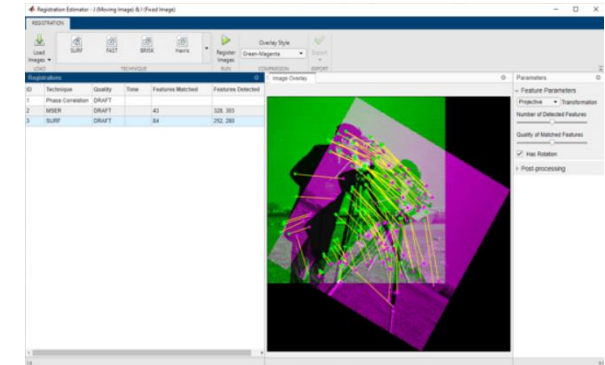 Registration Estimator - J (Moving Image) & I (Fixed Image)
REGISTRATION
Load Images
SURF
FAST
BRISK
Harris
Register Images
Overlay Style
Green-Magenta
Export
LOAD
TECHNIQUE
RUN
COMPARISON
EXPORT
Registrations
Image Overlay
Parameters
ID Technique Quality Time Features Matched Features Detected
1 Phase Correlation DRAFT
2 MSER DRAFT 43 328, 303
3 SURF DRAFT 84 292, 280
Feature Parameters
Projective Transformation
Number of Detected Features
Quality of Matched Features
Has Rotation
Post-processing